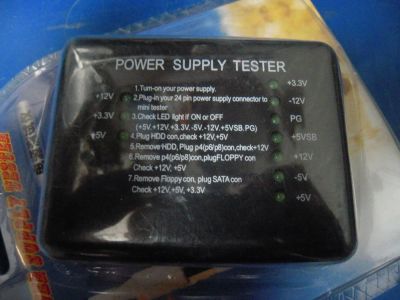 POWER SUPPLY TESTER
1.Turn-on your power supply.
2.Plug-in your 24 pin power supply connector to
mini tester
3.Check LED light if ON or OFF
(+5V,+12V,+3.3V,-5V,-12V,+5VSB,PG)
4.Plug HDD con,check+12V,+5V
5.Remove HDD, Plug p4(p6/p8)con,check+12V
6.Remove p4(p6/p8)con,plugFLOPPY con
Check +12V, +5V
7.Remove Floppy con, plug SATA con
Check +12V,+5V, +3.3V
+12V
+3.3V
+5V
+3.3V
-12V
PG
+5VSB
+12V
-5V
+5V